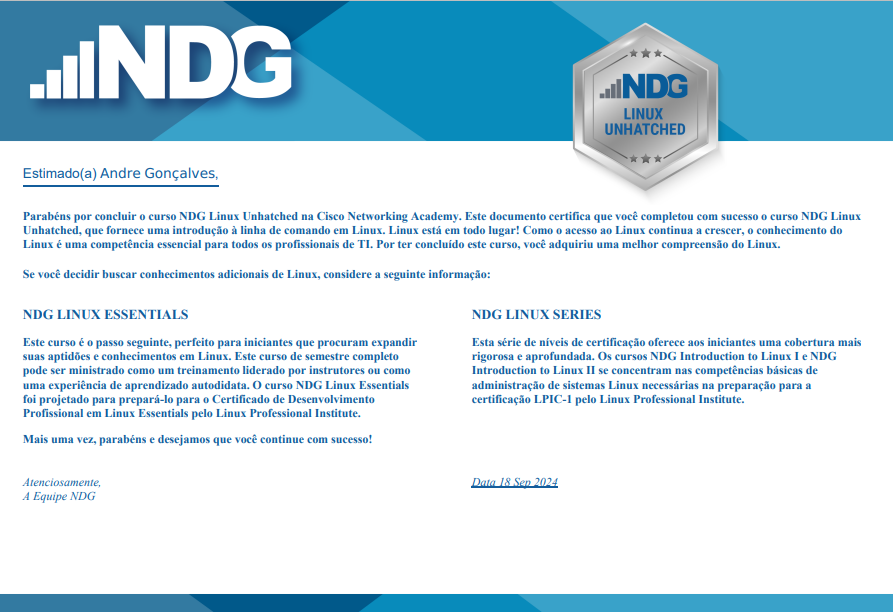 NDG
NDG
LINUX
UNHATCHED
Estimado(a) Andre Gonçalves,
Parabéns por concluir o curso NDG Linux Unhatched na Cisco Networking Academy. Este documento certifica que você completou com sucesso o curso NDG Linux
Unhatched, que fornece uma introdução à linha de comando em Linux. Linux está em todo lugar! Como o acesso ao Linux continua a crescer, o conhecimento do
Linux é uma competência essencial para todos os profissionais de TI. Por ter concluído este curso, você adquiriu uma melhor compreensão do Linux.
Se você decidir buscar conhecimentos adicionais de Linux, considere a seguinte informação:
NDG LINUX ESSENTIALS
Este curso é o passo seguinte, perfeito para iniciantes que procuram expandir
suas aptidões e conhecimentos em Linux. Este curso de semestre completo
pode ser ministrado como um treinamento liderado por instrutores ou como
uma experiência de aprendizado autodidata. O curso NDG Linux Essentials
foi projetado para prepará-lo para o Certificado de Desenvolvimento
Profissional em Linux Essentials pelo Linux Professional Institute.
Mais uma vez, parabéns e desejamos que você continue com sucesso!
NDG LINUX SERIES
Esta série de níveis de certificação oferece aos iniciantes uma cobertura mais
rigorosa e aprofundada. Os cursos NDG Introduction to Linux I e NDG
Introduction to Linux II se concentram nas competências básicas de
administração de sistemas Linux necessárias na preparação para a
certificação LPIC-1 pelo Linux Professional Institute.
Atenciosamente,
A Equipe NDG
Data 18 Sep 2024